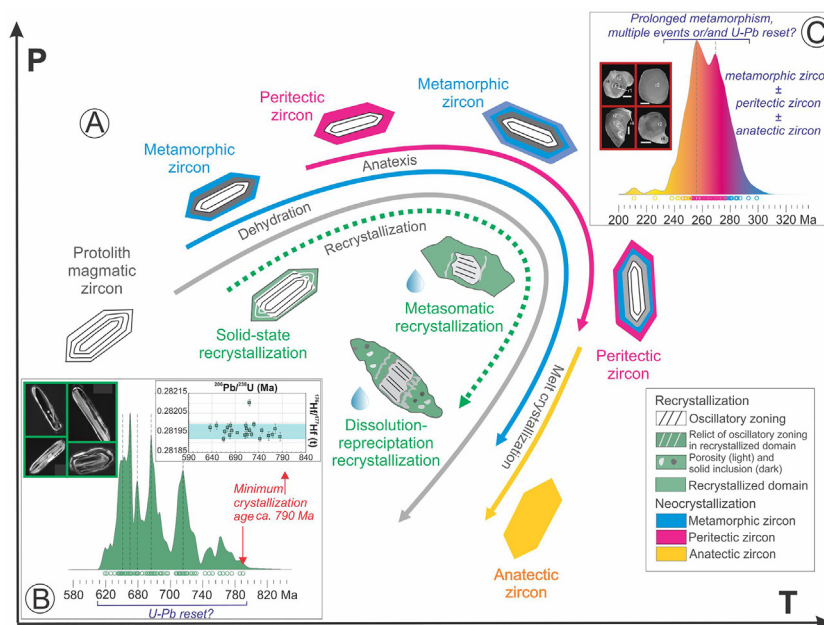 P
A
Metamorphic
zircon
Peritectic
zircon
Metamorphic
zircon
Anatexis
Dehydration
Recrystallization
Protolith
magmatic
zircon
Solid-state
recrystallization
Metasomatic
recrystallization
Dissolution-
repreciptation
recrystallization
Melt crystallization
Peritectic
zircon
Anatectic
zircon
T
C
Prolonged metamorphism,
multiple events or/and U-Pb reset?
metamorphic zircon
±
peritectic zircon
±
anatectic zircon
200 220 240 260 280 300 320 Ma
B
206Pb/238U (Ma)
0.28215
0.28205
0.28195
0.28185
590 640 690 740 790 840
176Hf/177Hf (t)
Minimum
crystallization
age ca. 790 Ma
580 620 660 700 740 780 820 Ma
U-Pb reset?
Recrystallization
Oscillatory zoning
Relict of oscillatory zoning
in recrystallized domain
Porosity (light) and
solid inclusion (dark)
Recrystallized domain
Neocrystallization
Metamorphic zircon
Peritectic zircon
Anatectic zircon